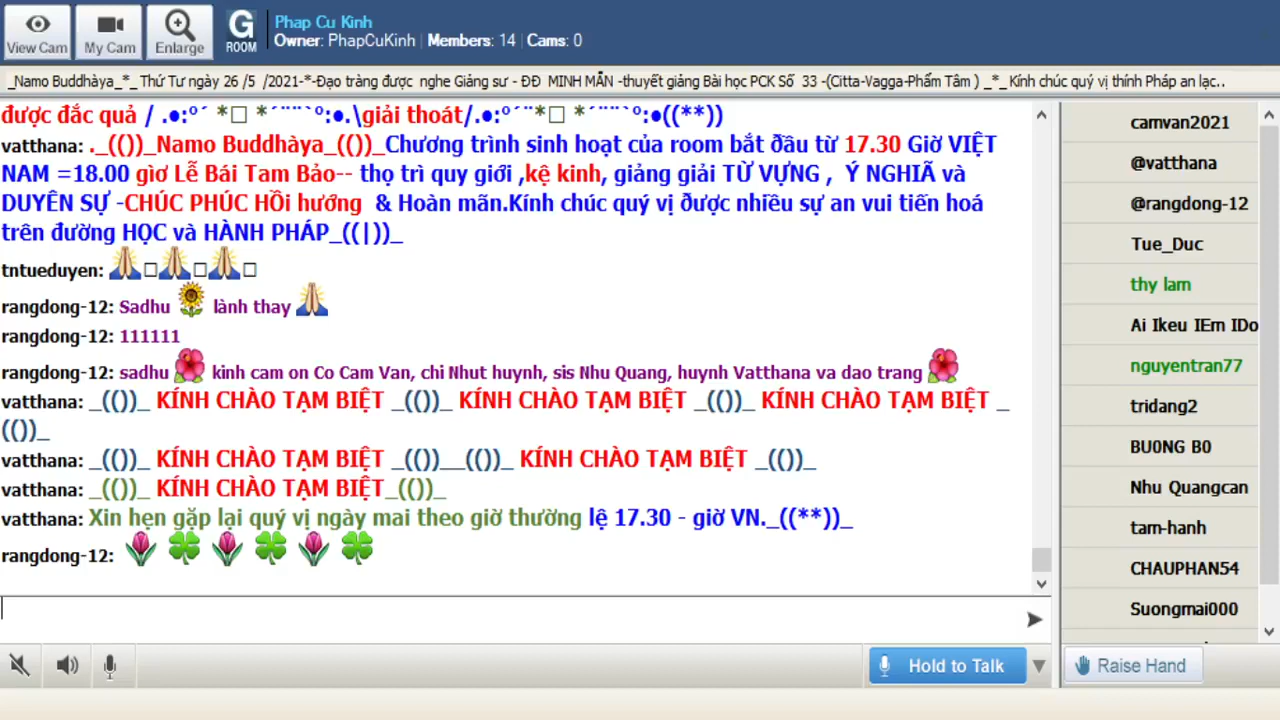 View Cam
My Cam
Enlarge
G
ROOM
Phap Cu Kinh
Owner: PhapCuKinh | Members: 14 | Cams: 0
_Namo Buddhàya_*_ Thứ Tư ngày 26 /5 /2021-*-Đạo tràng được nghe Giảng sư - ĐĐ MINH MẪN -thuyết giảng Bài học PCK Số 33 -(Citta-Vagga-Phẩm Tâm ) _*_ Kính chúc quý vị thính Pháp an lạc..
được đắc quả / .●:º´ *□ *´¨¨`º:●.\giải thoát/.●:º´¨*□ *´¨¨`º:●((**))
vatthana: ._(())_Namo Buddhàya_(())_Chương trình sinh hoạt của room bắt đầu từ 17.30 Giờ VIỆT
NAM =18.00 giơ Lễ Bái Tam Bảo-- thọ trì quy giới ,kệ kinh, giảng giải TỪ VỰNG , Ý NGHIÃ và
DUYÊN SỰ -CHÚC PHÚC HỒi hướng & Hoàn mãn.Kính chúc quý vị được nhiều sự an vui tiến hoá
trên đường HỌC và HÀNH PHÁP_((|))_
tntueduyen: 🙏□🙏□🙏□
rangdong-12: Sadhu 🌻 lành thay 🙏
rangdong-12: 111111
rangdong-12: sadhu 🌺 kinh cam on Co Cam Van, chi Nhut huynh, sis Nhu Quang, huynh Vatthana va dao trang 🌺
vatthana: _(())_ KÍNH CHÀO TẠM BIỆT _(())_ KÍNH CHÀO TẠM BIỆT _(())_ KÍNH CHÀO TẠM BIỆT _
(())_
vatthana: _(())_ KÍNH CHÀO TẠM BIỆT _(())__(())_ KÍNH CHÀO TẠM BIỆT _(())_
vatthana: _(())_ KÍNH CHÀO TẠM BIỆT_(())_
vatthana: Xin hẹn gặp lại quý vị ngày mai theo giờ thường lệ 17.30 - giờ VN._((**))_
rangdong-12: 🌷 🍀 🌷 🍀 🌷 🍀
camvan2021
@vatthana
@rangdong-12
Tue_Duc
thy lam
Ai Ikeu IEm IDo
nguyentran77
tridang2
BU0NG B0
Nhu Quangcan
tam-hanh
CHAUPHAN54
Suongmai000
Hold to Talk
Raise Hand